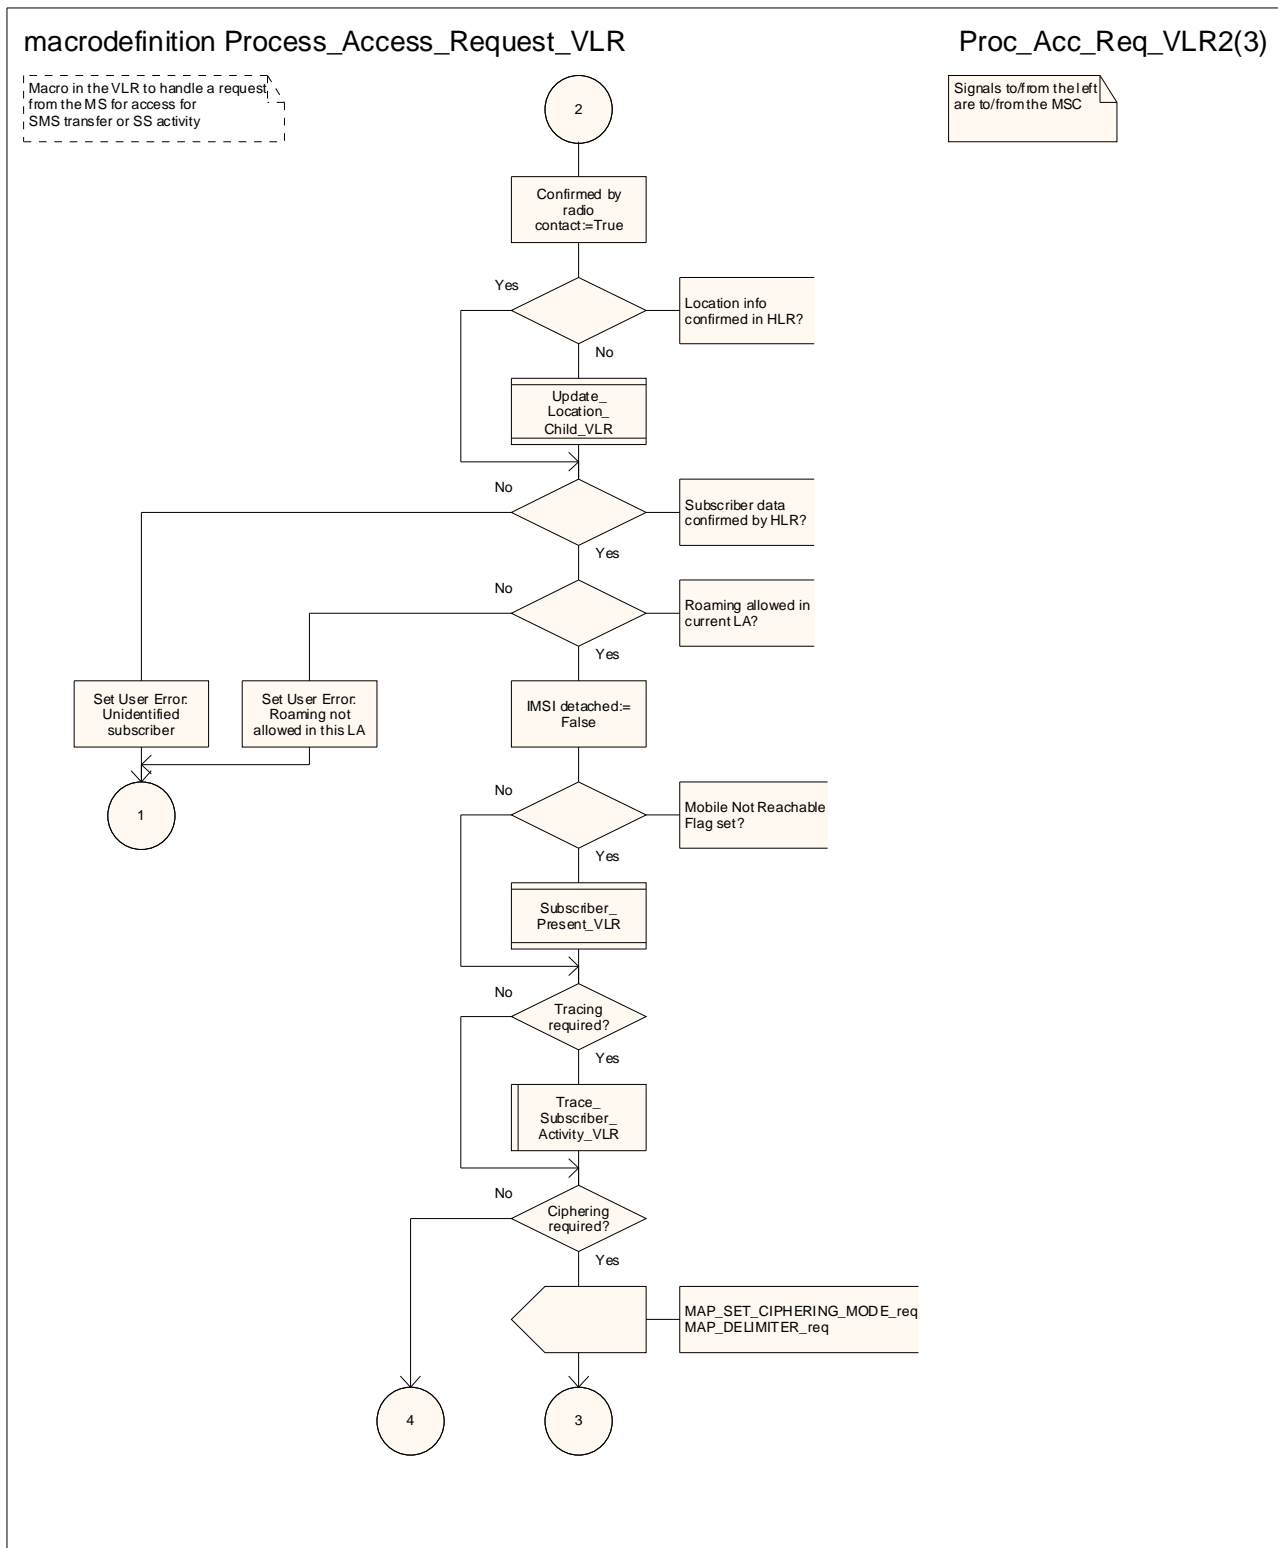 macrodefinition Process_Access_Request_VLR
Proc_Acc_Req_VLR2(3)
Macro in the VLR to handle a request
from the MS for access for
SMS transfer or SS activity
Signals to/from the left
are to/from the MSC
2
Confirmed by
radio
contact:=True
Yes
Location info
confirmed in HLR?
No
Update_
Location_
Child_VLR
No
Subscriber data
confirmed by HLR?
Yes
No
Roaming allowed in
current LA?
Yes
Set User Error:
Unidentified
subscriber
Set User Error:
Roaming not
allowed in this LA
IMSI detached:=
False
1
No
Mobile Not Reachable
Flag set?
Yes
Subscriber_
Present_VLR
No
Tracing
required?
Yes
Trace_
Subscriber_
Activity_VLR
No
Ciphering
required?
Yes
MAP_SET_CIPHERING_MODE_req
MAP_DELIMITER_req
4
3